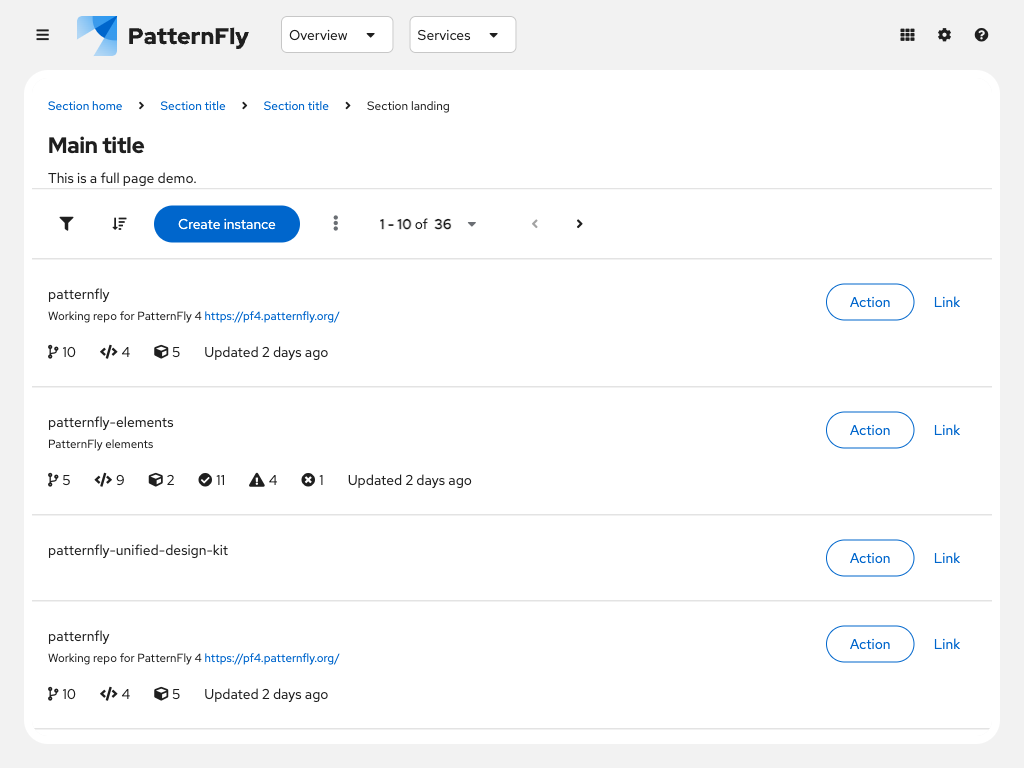 PatternFly Overview Services
Section home Section title Section title Section landing
Main title
This is a full page demo.
Create instance 1 - 10 of 36
patternfly Action Link
Working repo for PatternFly 4 https://pf4.patternfly.org/
10 4 5 Updated 2 days ago
patternfly-elements Action Link
PatternFly elements
5 9 2 11 4 1 Updated 2 days ago
patternfly-unified-design-kit Action Link
patternfly Action Link
Working repo for PatternFly 4 https://pf4.patternfly.org/
10 4 5 Updated 2 days ago